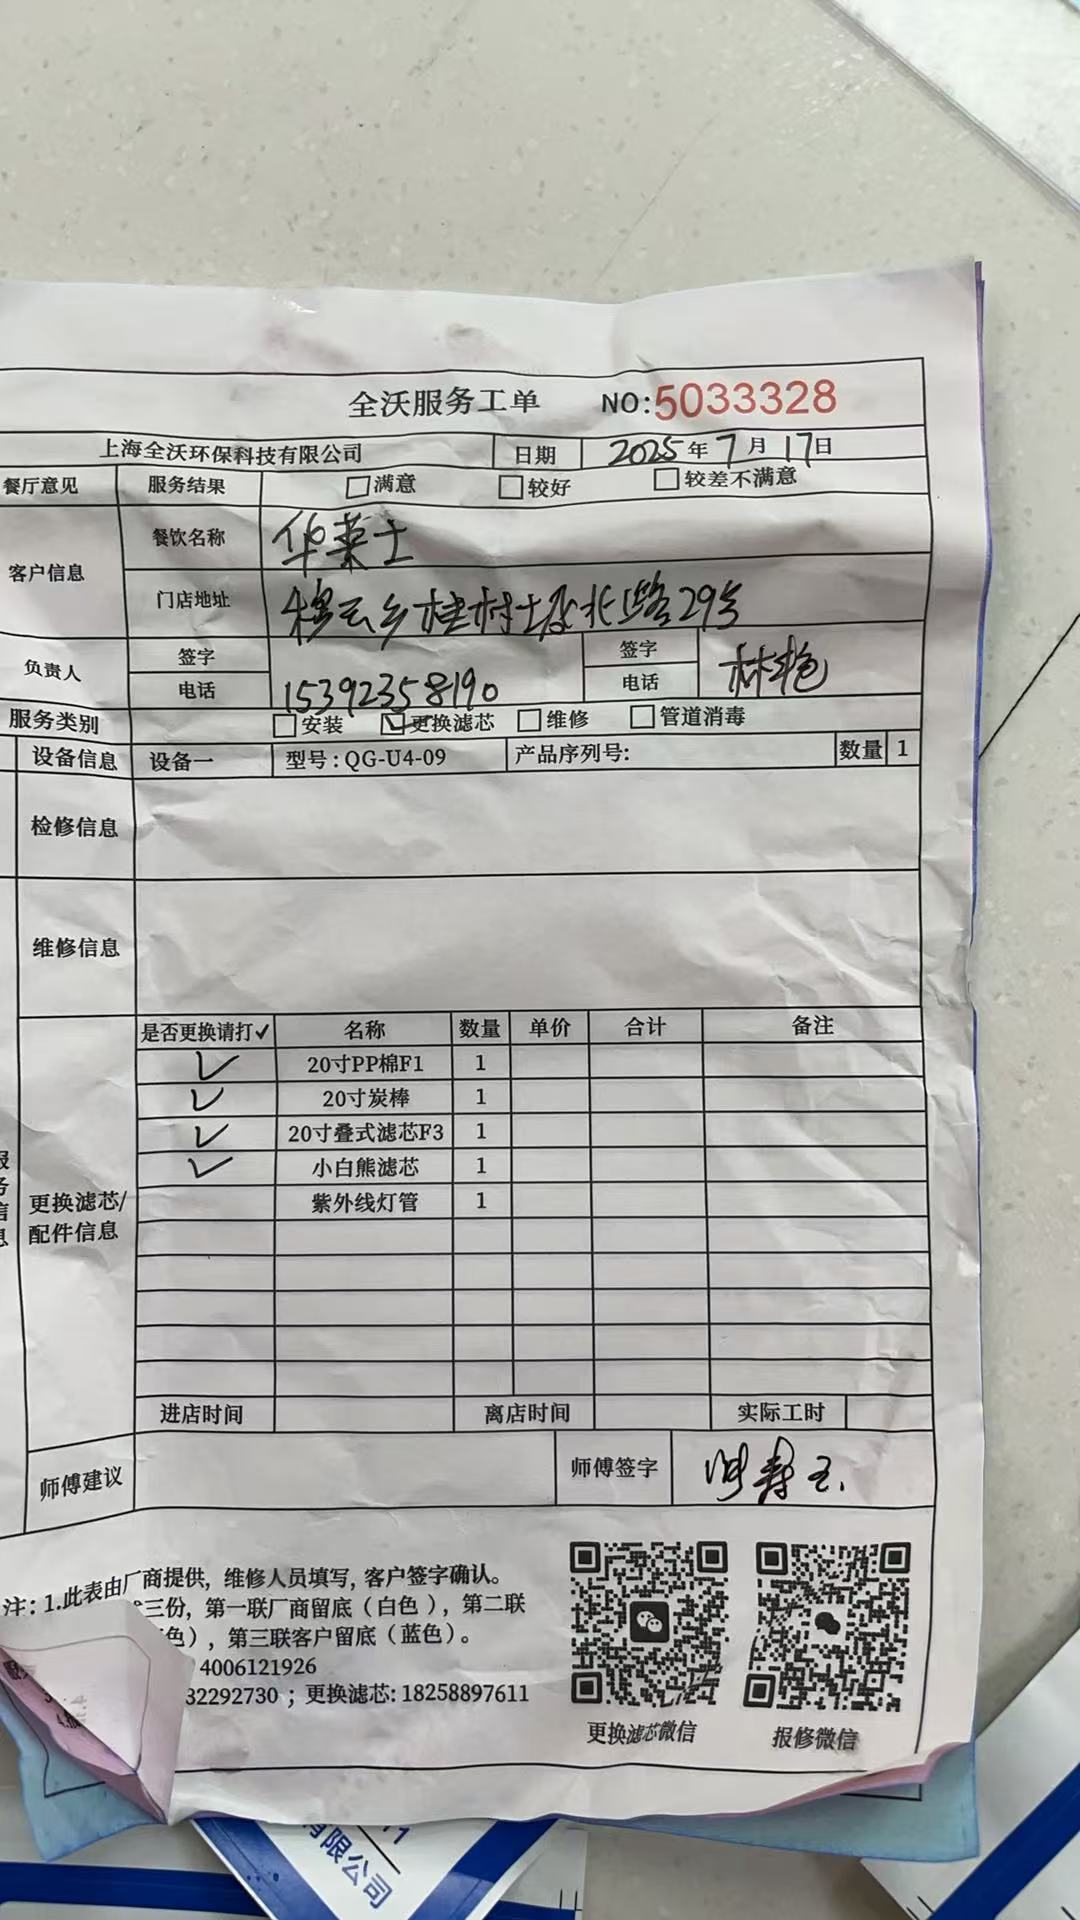 全沃服务工单 NO:5033328
上海全沃环保科技有限公司 日期 2025年7月17日
餐厅意见 服务结果 满意 较好 较差不满意
客户信息 餐饮名称 华莱士
门店地址 穆云乡桂村 北路29号
负责人 签字 签字 林艳
电话 15392358190 电话
服务类别 安装 更换滤芯 维修 管道消毒
设备信息 设备一 型号:QG-U4-09 产品序列号: 数量 1
检修信息
维修信息
是否更换请打✓ 名称 数量 单价 合计 备注
✓ 20寸PP棉F1 1
✓ 20寸炭棒 1
✓ 20寸叠式滤芯F3 1
✓ 小白熊滤芯 1
更换滤芯/配件信息 紫外线灯管 1
进店时间 离店时间 实际工时
师傅建议 师傅签字
注: 1.此表由厂商提供, 维修人员填写, 客户签字确认。
三份, 第一联厂商留底(白色), 第二联
色), 第三联客户留底(蓝色)。
4006121926
32292730 ; 更换滤芯: 18258897611
更换滤芯微信 报修微信
有限公司